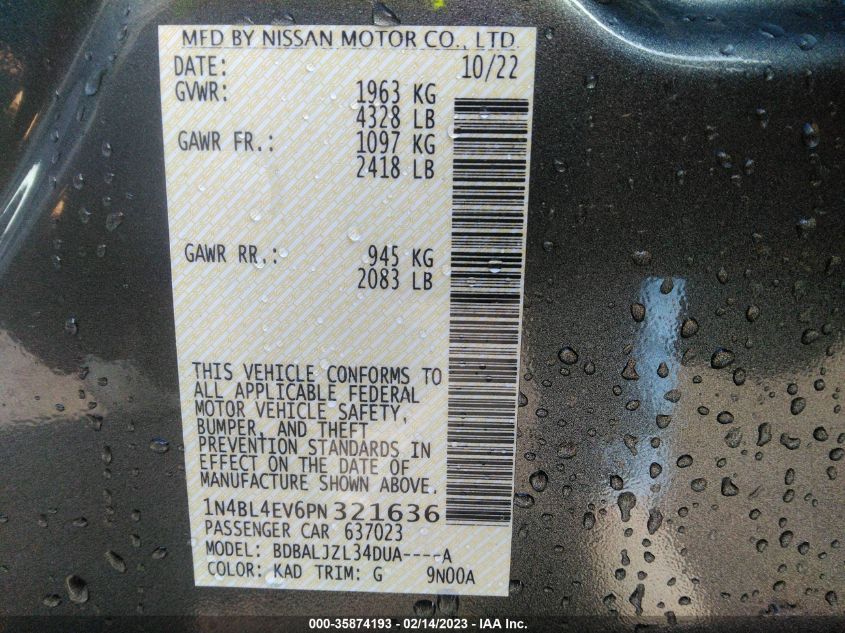 MFD BY NISSAN MOTOR CO., LTD.
DATE: 10/22
GVWR: 1963 KG
4328 LB
GAWR FR.: 1097 KG
2418 LB
GAWR RR.: 945 KG
2083 LB
THIS VEHICLE CONFORMS TO
ALL APPLICABLE FEDERAL
MOTOR VEHICLE SAFETY,
BUMPER, AND THEFT
PREVENTION STANDARDS IN
EFFECT ON THE DATE OF
MANUFACTURE SHOWN ABOVE.
1N4BL4EV6PN321636
PASSENGER CAR 637023
MODEL: BDBALJZL34DUA----A
COLOR: KAD TRIM: G 9N00A
000-35874193 - 02/14/2023 - IAA Inc.